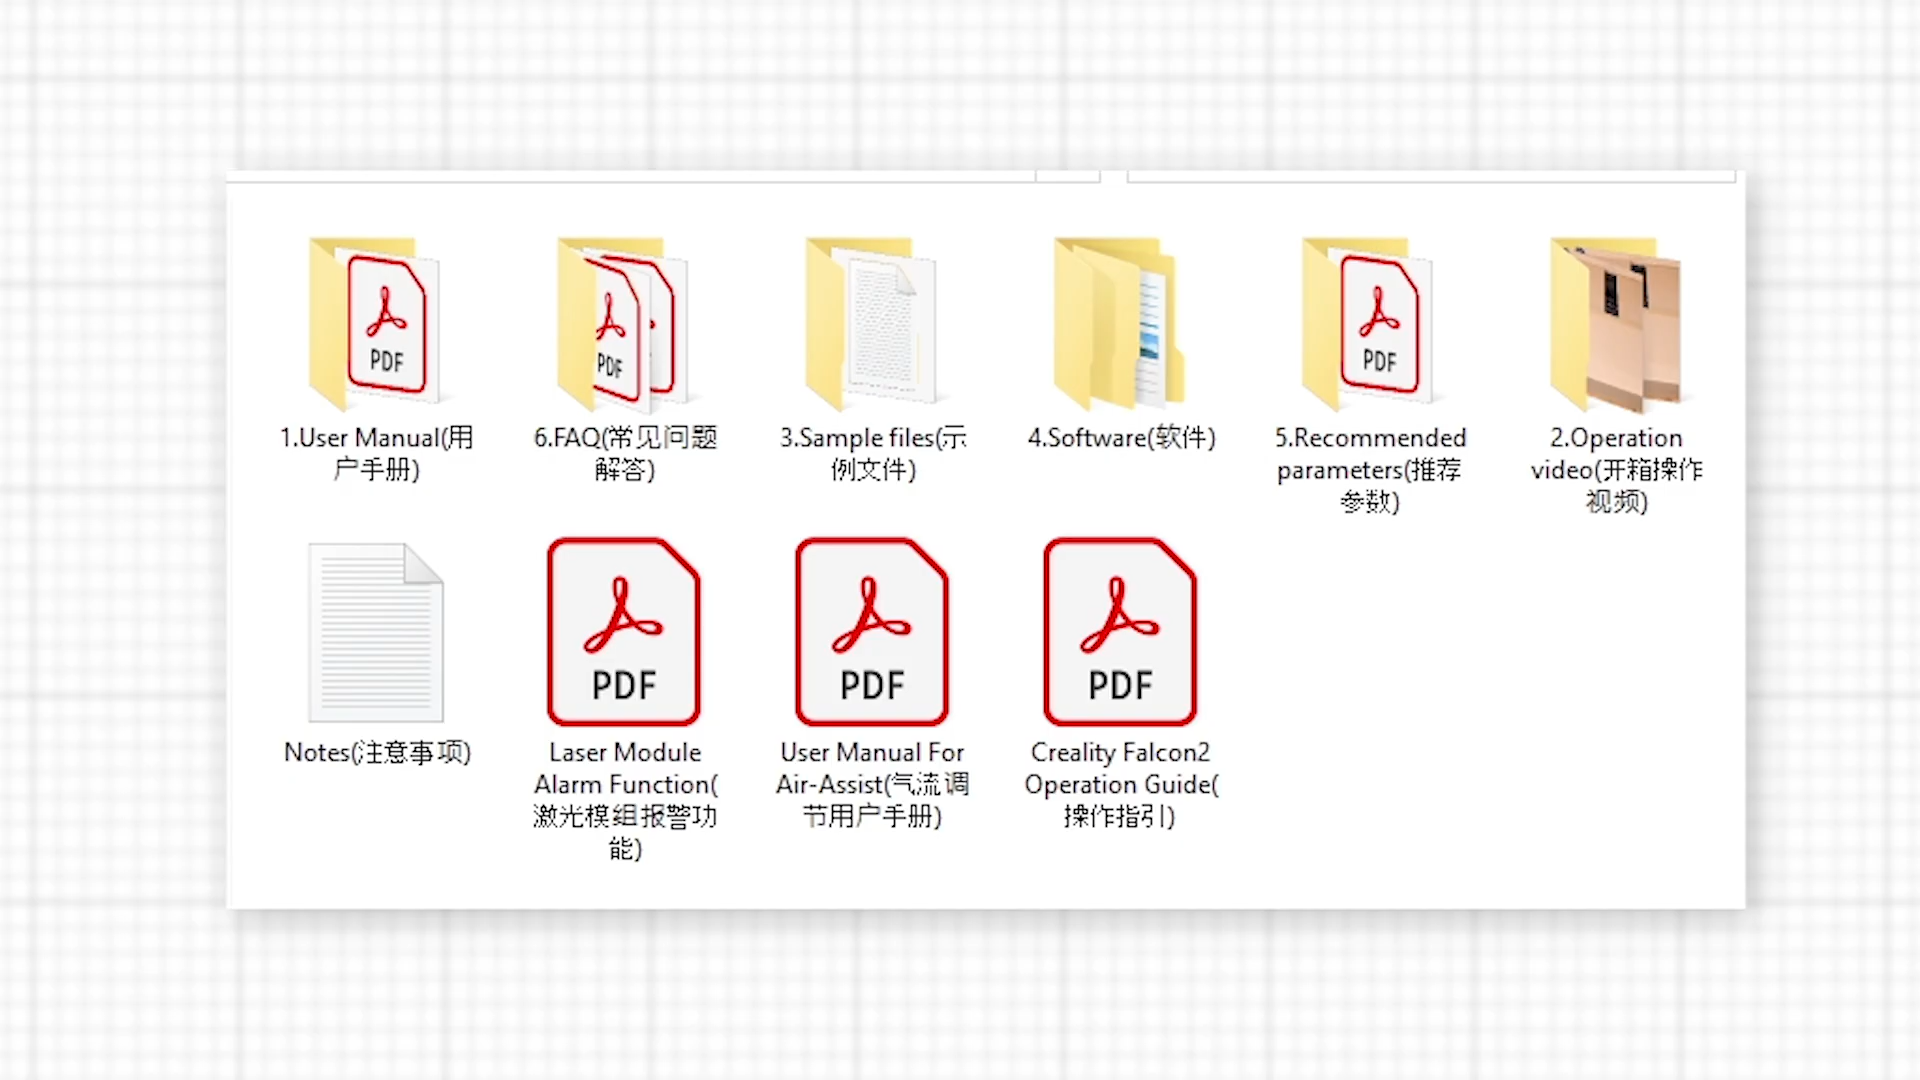 PDF
PDF
PDF
1.User Manual(用
户手册)
6.FAQ(常见问题
解答)
3.Sample files(示
例文件)
4.Software(软件)
5.Recommended
parameters(推荐
参数)
2.Operation
video(开箱操作
视频)
PDF
PDF
PDF
Notes(注意事项)
Laser Module
Alarm Function(
激光模组报警功
能)
User Manual For
Air-Assist(气流调
节用户手册)
Creality Falcon2
Operation Guide(
操作指引)